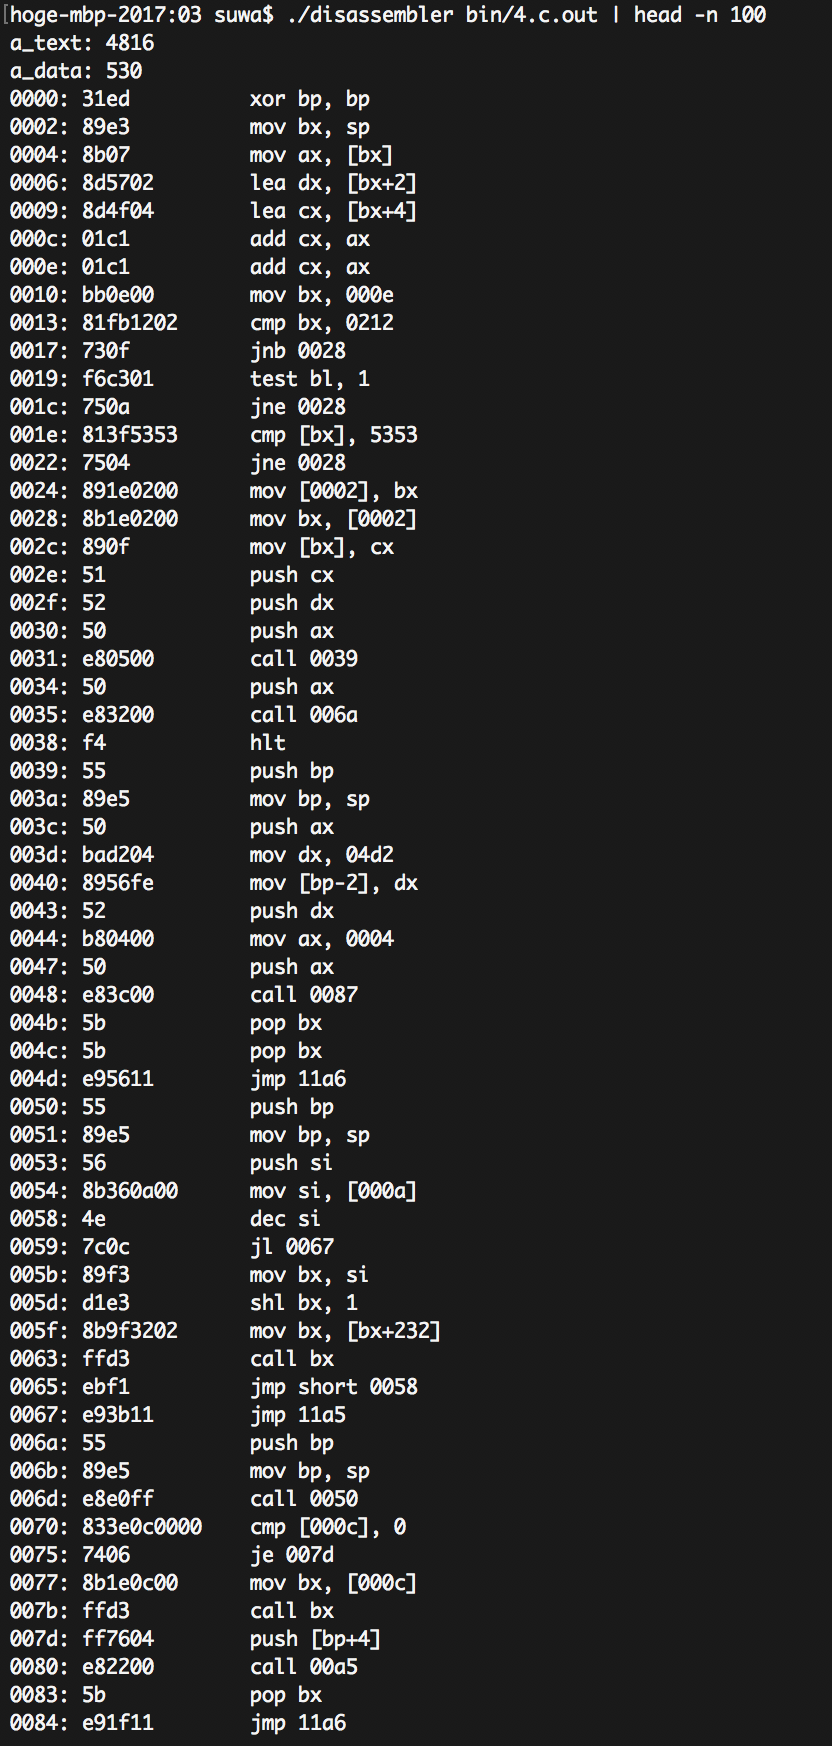 [hoge-mbp-2017:03 suwa$ ./disassembler bin/4.c.out | head -n 100
a_text: 4816
a_data: 530
0000: 31ed          xor bp, bp
0002: 89e3          mov bx, sp
0004: 8b07          mov ax, [bx]
0006: 8d5702        lea dx, [bx+2]
0009: 8d4f04        lea cx, [bx+4]
000c: 01c1          add cx, ax
000e: 01c1          add cx, ax
0010: bb0e00        mov bx, 000e
0013: 81fb1202      cmp bx, 0212
0017: 730f          jnb 0028
0019: f6c301        test bl, 1
001c: 750a          jne 0028
001e: 813f5353      cmp [bx], 5353
0022: 7504          jne 0028
0024: 891e0200      mov [0002], bx
0028: 8b1e0200      mov bx, [0002]
002c: 890f          mov [bx], cx
002e: 51            push cx
002f: 52            push dx
0030: 50            push ax
0031: e80500        call 0039
0034: 50            push ax
0035: e83200        call 006a
0038: f4            hlt
0039: 55            push bp
003a: 89e5          mov bp, sp
003c: 50            push ax
003d: bad204        mov dx, 04d2
0040: 8956fe        mov [bp-2], dx
0043: 52            push dx
0044: b80400        mov ax, 0004
0047: 50            push ax
0048: e83c00        call 0087
004b: 5b            pop bx
004c: 5b            pop bx
004d: e95611        jmp 11a6
0050: 55            push bp
0051: 89e5          mov bp, sp
0053: 56            push si
0054: 8b360a00      mov si, [000a]
0058: 4e            dec si
0059: 7c0c          jl 0067
005b: 89f3          mov bx, si
005d: d1e3          shl bx, 1
005f: 8b9f3202      mov bx, [bx+232]
0063: ffd3          call bx
0065: ebf1          jmp short 0058
0067: e93b11        jmp 11a5
006a: 55            push bp
006b: 89e5          mov bp, sp
006d: e8e0ff        call 0050
0070: 833e0c0000    cmp [000c], 0
0075: 7406          je 007d
0077: 8b1e0c00      mov bx, [000c]
007b: ffd3          call bx
007d: ff7604        push [bp+4]
0080: e82200        call 00a5
0083: 5b            pop bx
0084: e91f11        jmp 11a6